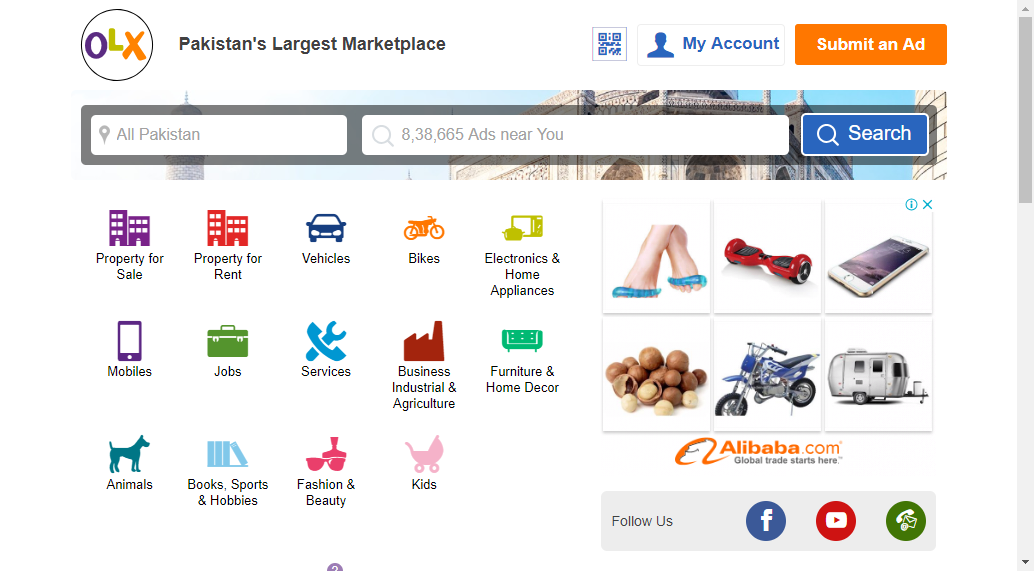 OLX
Pakistan's Largest Marketplace
My Account
Submit an Ad
All Pakistan
8,38,665 Ads near You
Search
Property for
Sale
Property for
Rent
Vehicles
Bikes
Electronics &
Home
Appliances
Mobiles
Jobs
Services
Business
Industrial &
Agriculture
Furniture &
Home Decor
Animals
Books, Sports
& Hobbies
Fashion &
Beauty
Kids
Alibaba.com
Global trade starts here.™
Follow Us